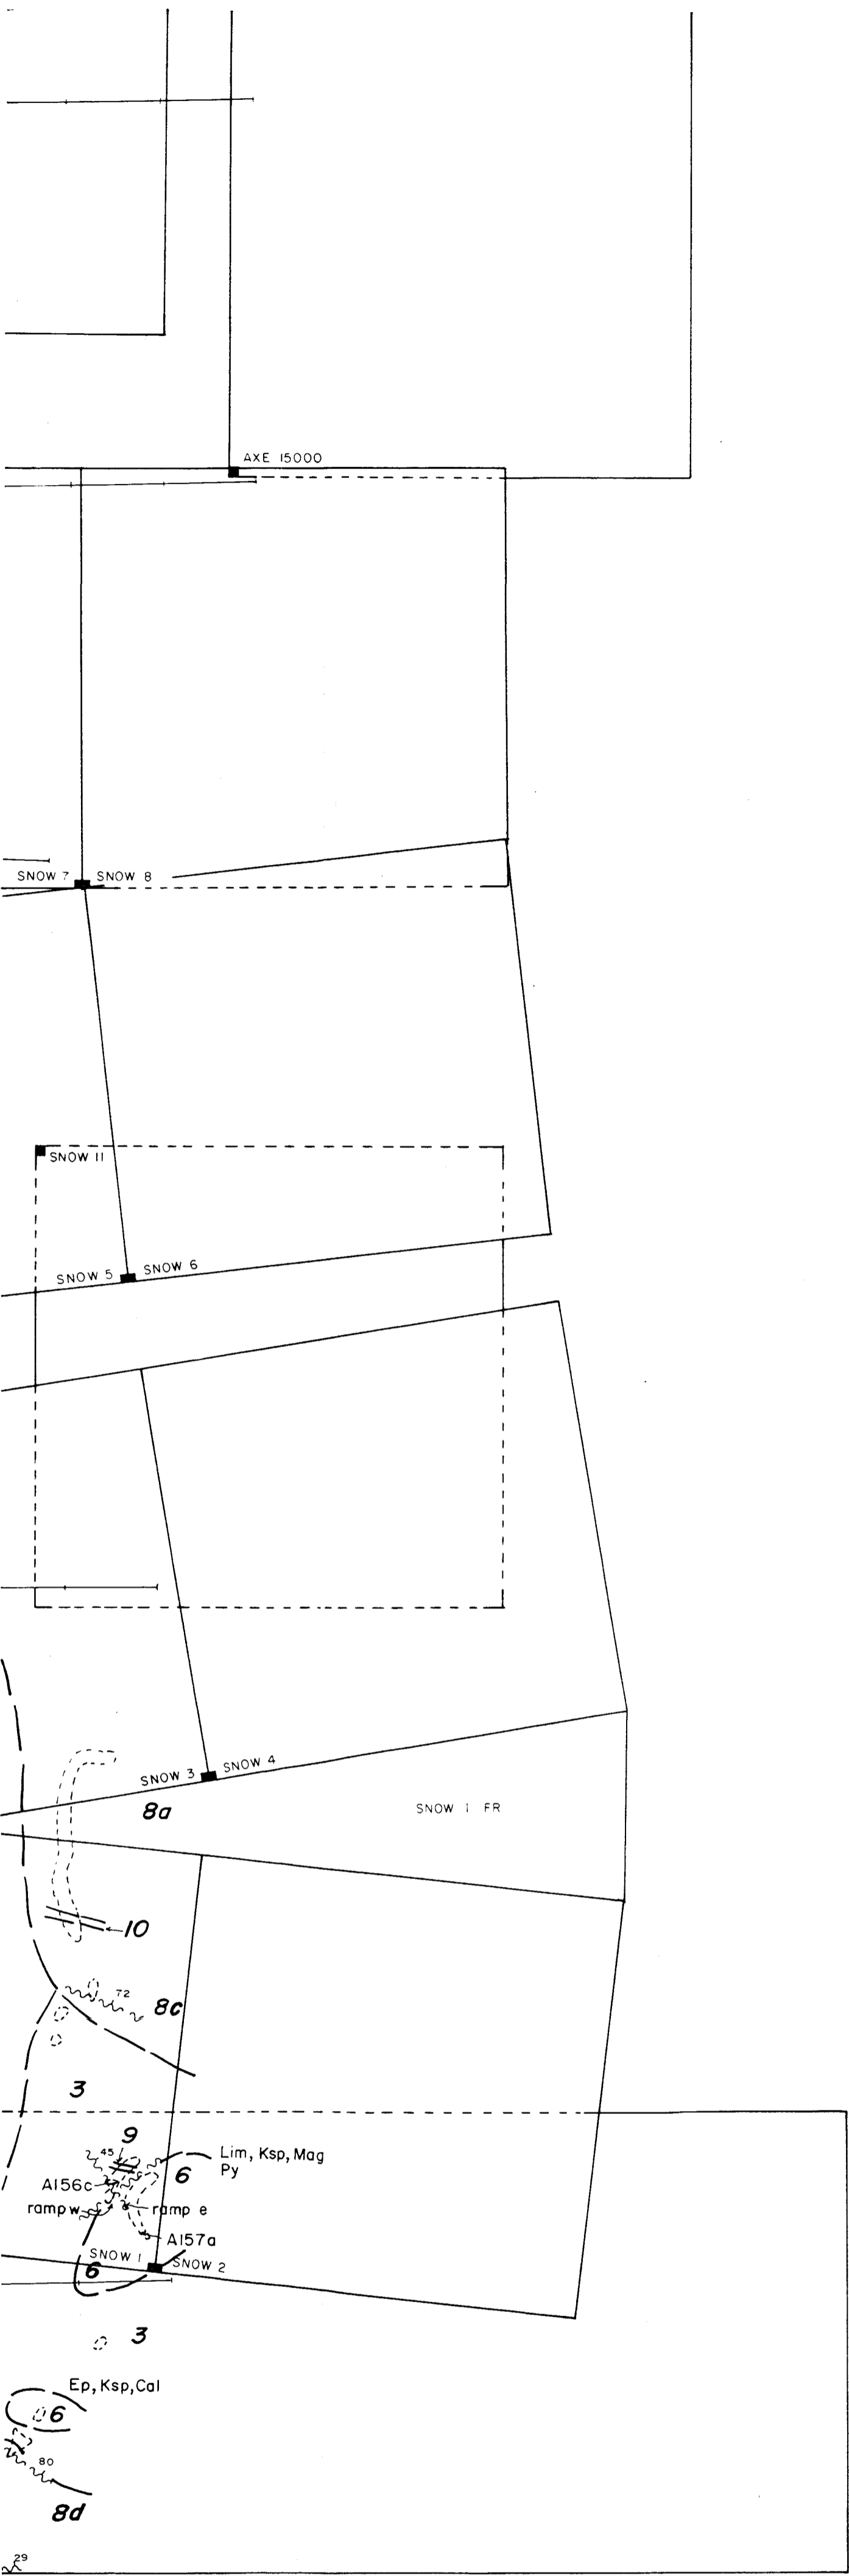 AXE 15000
SNOW 7
SNOW 8
SNOW 11
SNOW 5
SNOW 6
SNOW 3
SNOW 4
8a
SNOW 1 FR
10
72
8c
3
9
45
Lim, Ksp, Mag
Py
6
A156c
ramp w
ramp e
A157a
SNOW 1
SNOW 2
6
3
Ep, Ksp, Cal
6
80
8d
29